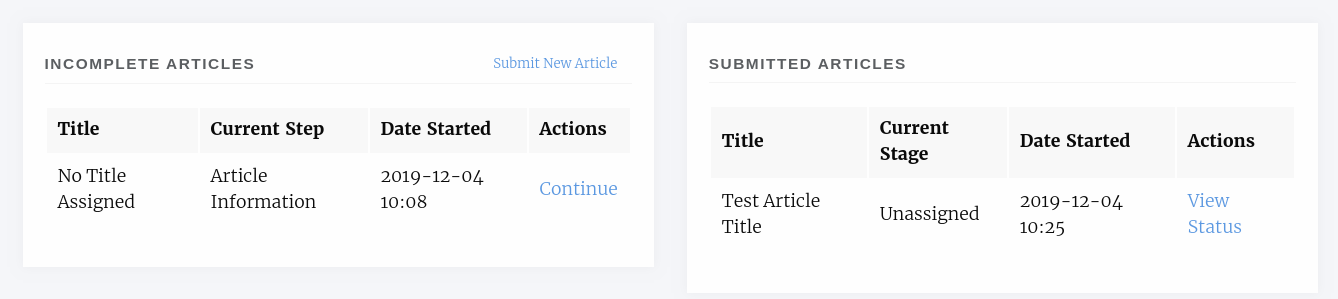 INCOMPLETE ARTICLES
Submit New Article
Title Current Step Date Started Actions
No Title Article 2019-12-04 Continue
Assigned Information 10:08
SUBMITTED ARTICLES
Title Current Date Started Actions
Stage
Test Article Unassigned 2019-12-04 View
Title 10:25 Status